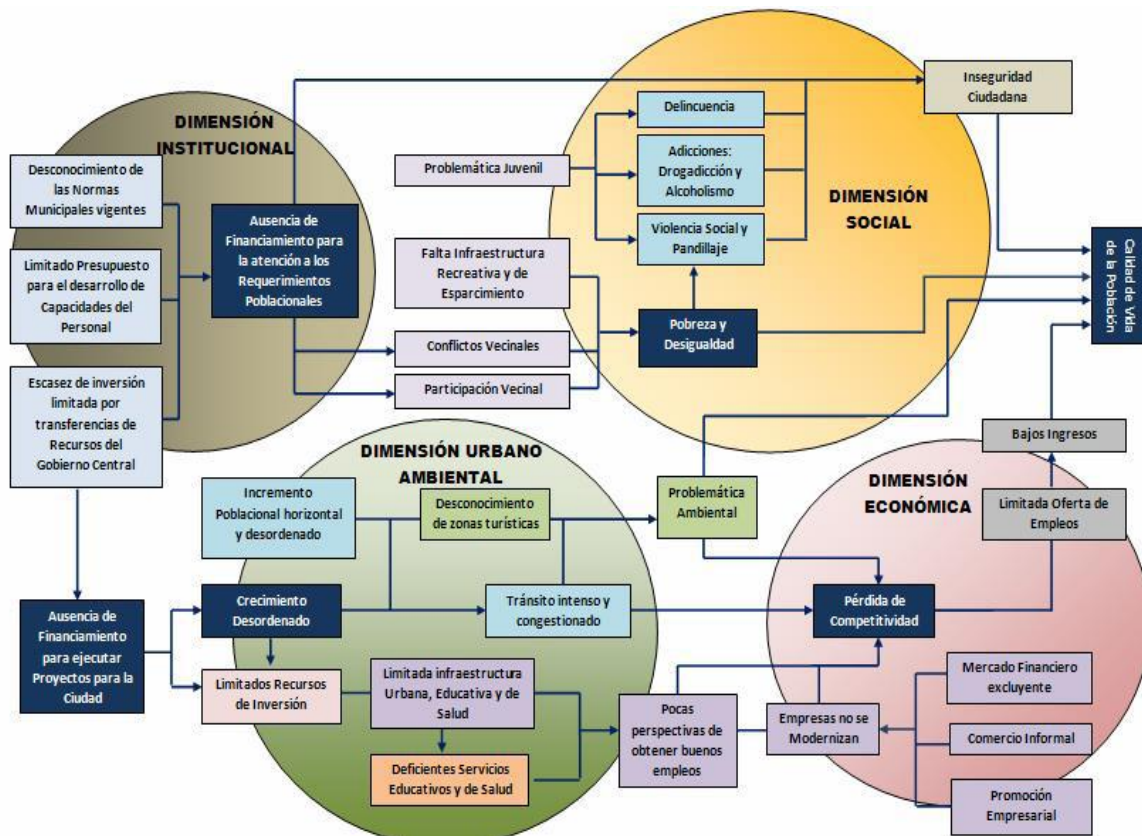 DIMENSIÓN
INSTITUCIONAL
Desconocimiento de
las Normas
Municipales vigentes
Limitado Presupuesto
para el desarrollo de
Capacidades del
Personal
Escasez de inversión
limitada por
transferencias de
Recursos del
Gobierno Central
Ausencia de
Financiamiento para
la atención a los
Requerimientos
Poblacionales
Problemática Juvenil
Falta Infraestructura
Recreativa y de
Esparcimiento
Conflictos Vecinales
Participación Vecinal
Delincuencia
Adicciones:
Drogadicción y
Alcoholismo
Violencia Social y
Pandillaje
Pobreza y
Desigualdad
DIMENSIÓN
SOCIAL
Inseguridad
Ciudadana
Calidad de Vida
de la Población
DIMENSIÓN URBANO
AMBIENTAL
Incremento
Poblacional horizontal
y desordenado
Desconocimiento
de zonas turísticas
Problemática
Ambiental
Ausencia de
Financiamiento
para ejecutar
Proyectos para la
Ciudad
Crecimiento
Desordenado
Tránsito intenso y
congestionado
Limitados Recursos
de Inversión
Limitada infraestructura
Urbana, Educativa y de
Salud
Deficientes Servicios
Educativos y de Salud
Pocas
perspectivas de
obtener buenos
empleos
DIMENSIÓN
ECONÓMICA
Bajos Ingresos
Limitada Oferta de
Empleos
Pérdida de
Competitividad
Empresas no se
Modernizan
Mercado Financiero
excluyente
Comercio Informal
Promoción
Empresarial